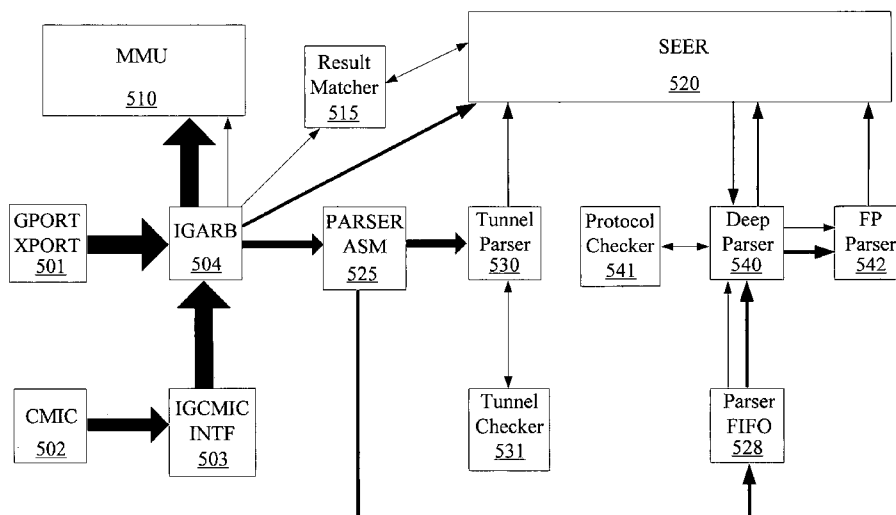 MMU
510
Result
Matcher
515
SEER
520
GPORT
XPORT
501
IGARB
504
PARSER
ASM
525
Tunnel
Parser
530
Protocol
Checker
541
Deep
Parser
540
FP
Parser
542
CMIC
502
IGCMIC
INTF
503
Tunnel
Checker
531
Parser
FIFO
528